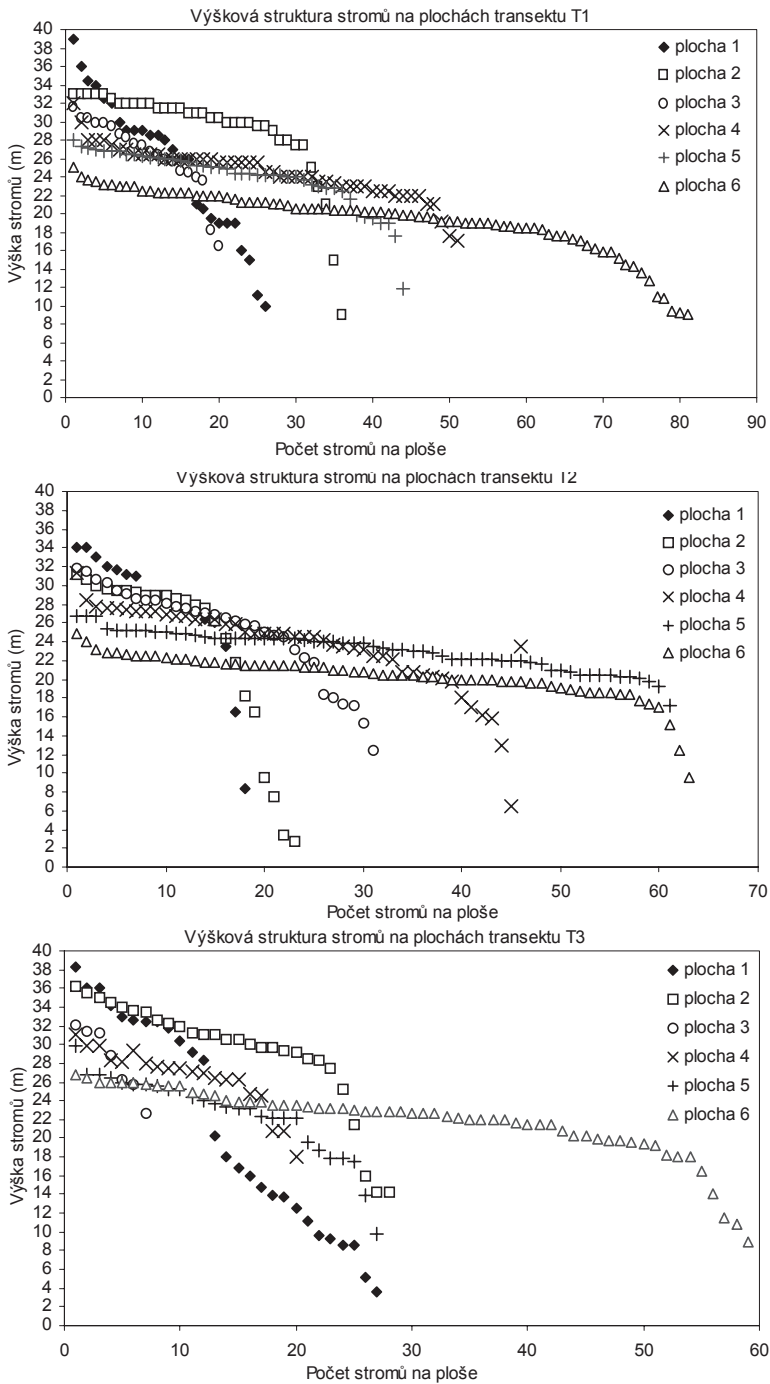 Výšková struktura stromů na plochách transektu T1
40
38
36
34
32
30
28
26
24
22
20
18
16
14
12
10
8
6
4
2
0
Výška stromů (m)
plocha 1
plocha 2
plocha 3
plocha 4
plocha 5
plocha 6
0 10 20 30 40 50 60 70 80 90
Počet stromů na ploše
Výšková struktura stromů na plochách transektu T2
40
38
36
34
32
30
28
26
24
22
20
18
16
14
12
10
8
6
4
2
0
Výška stromů (m)
plocha 1
plocha 2
plocha 3
plocha 4
plocha 5
plocha 6
0 10 20 30 40 50 60 70
Počet stromů na ploše
Výšková struktura stromů na plochách transektu T3
40
38
36
34
32
30
28
26
24
22
20
18
16
14
12
10
8
6
4
2
0
Výška stromů (m)
plocha 1
plocha 2
plocha 3
plocha 4
plocha 5
plocha 6
0 10 20 30 40 50 60
Počet stromů na ploše